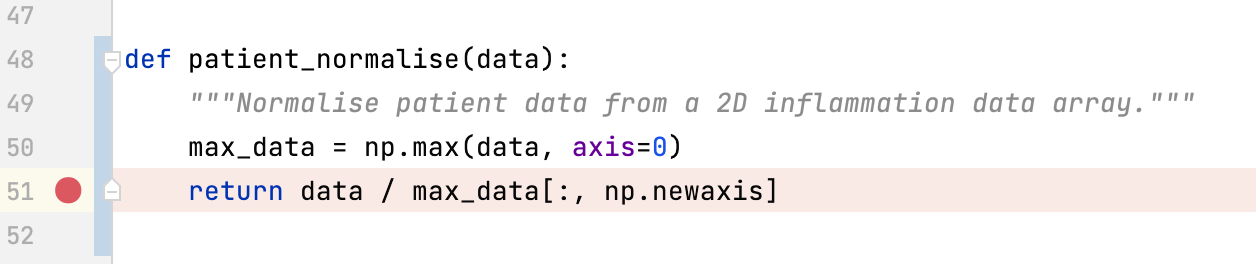 47
48 def patient_normalise(data):
49     """Normalise patient data from a 2D inflammation data array."""
50     max_data = np.max(data, axis=0)
51     return data / max_data[:, np.newaxis]
52